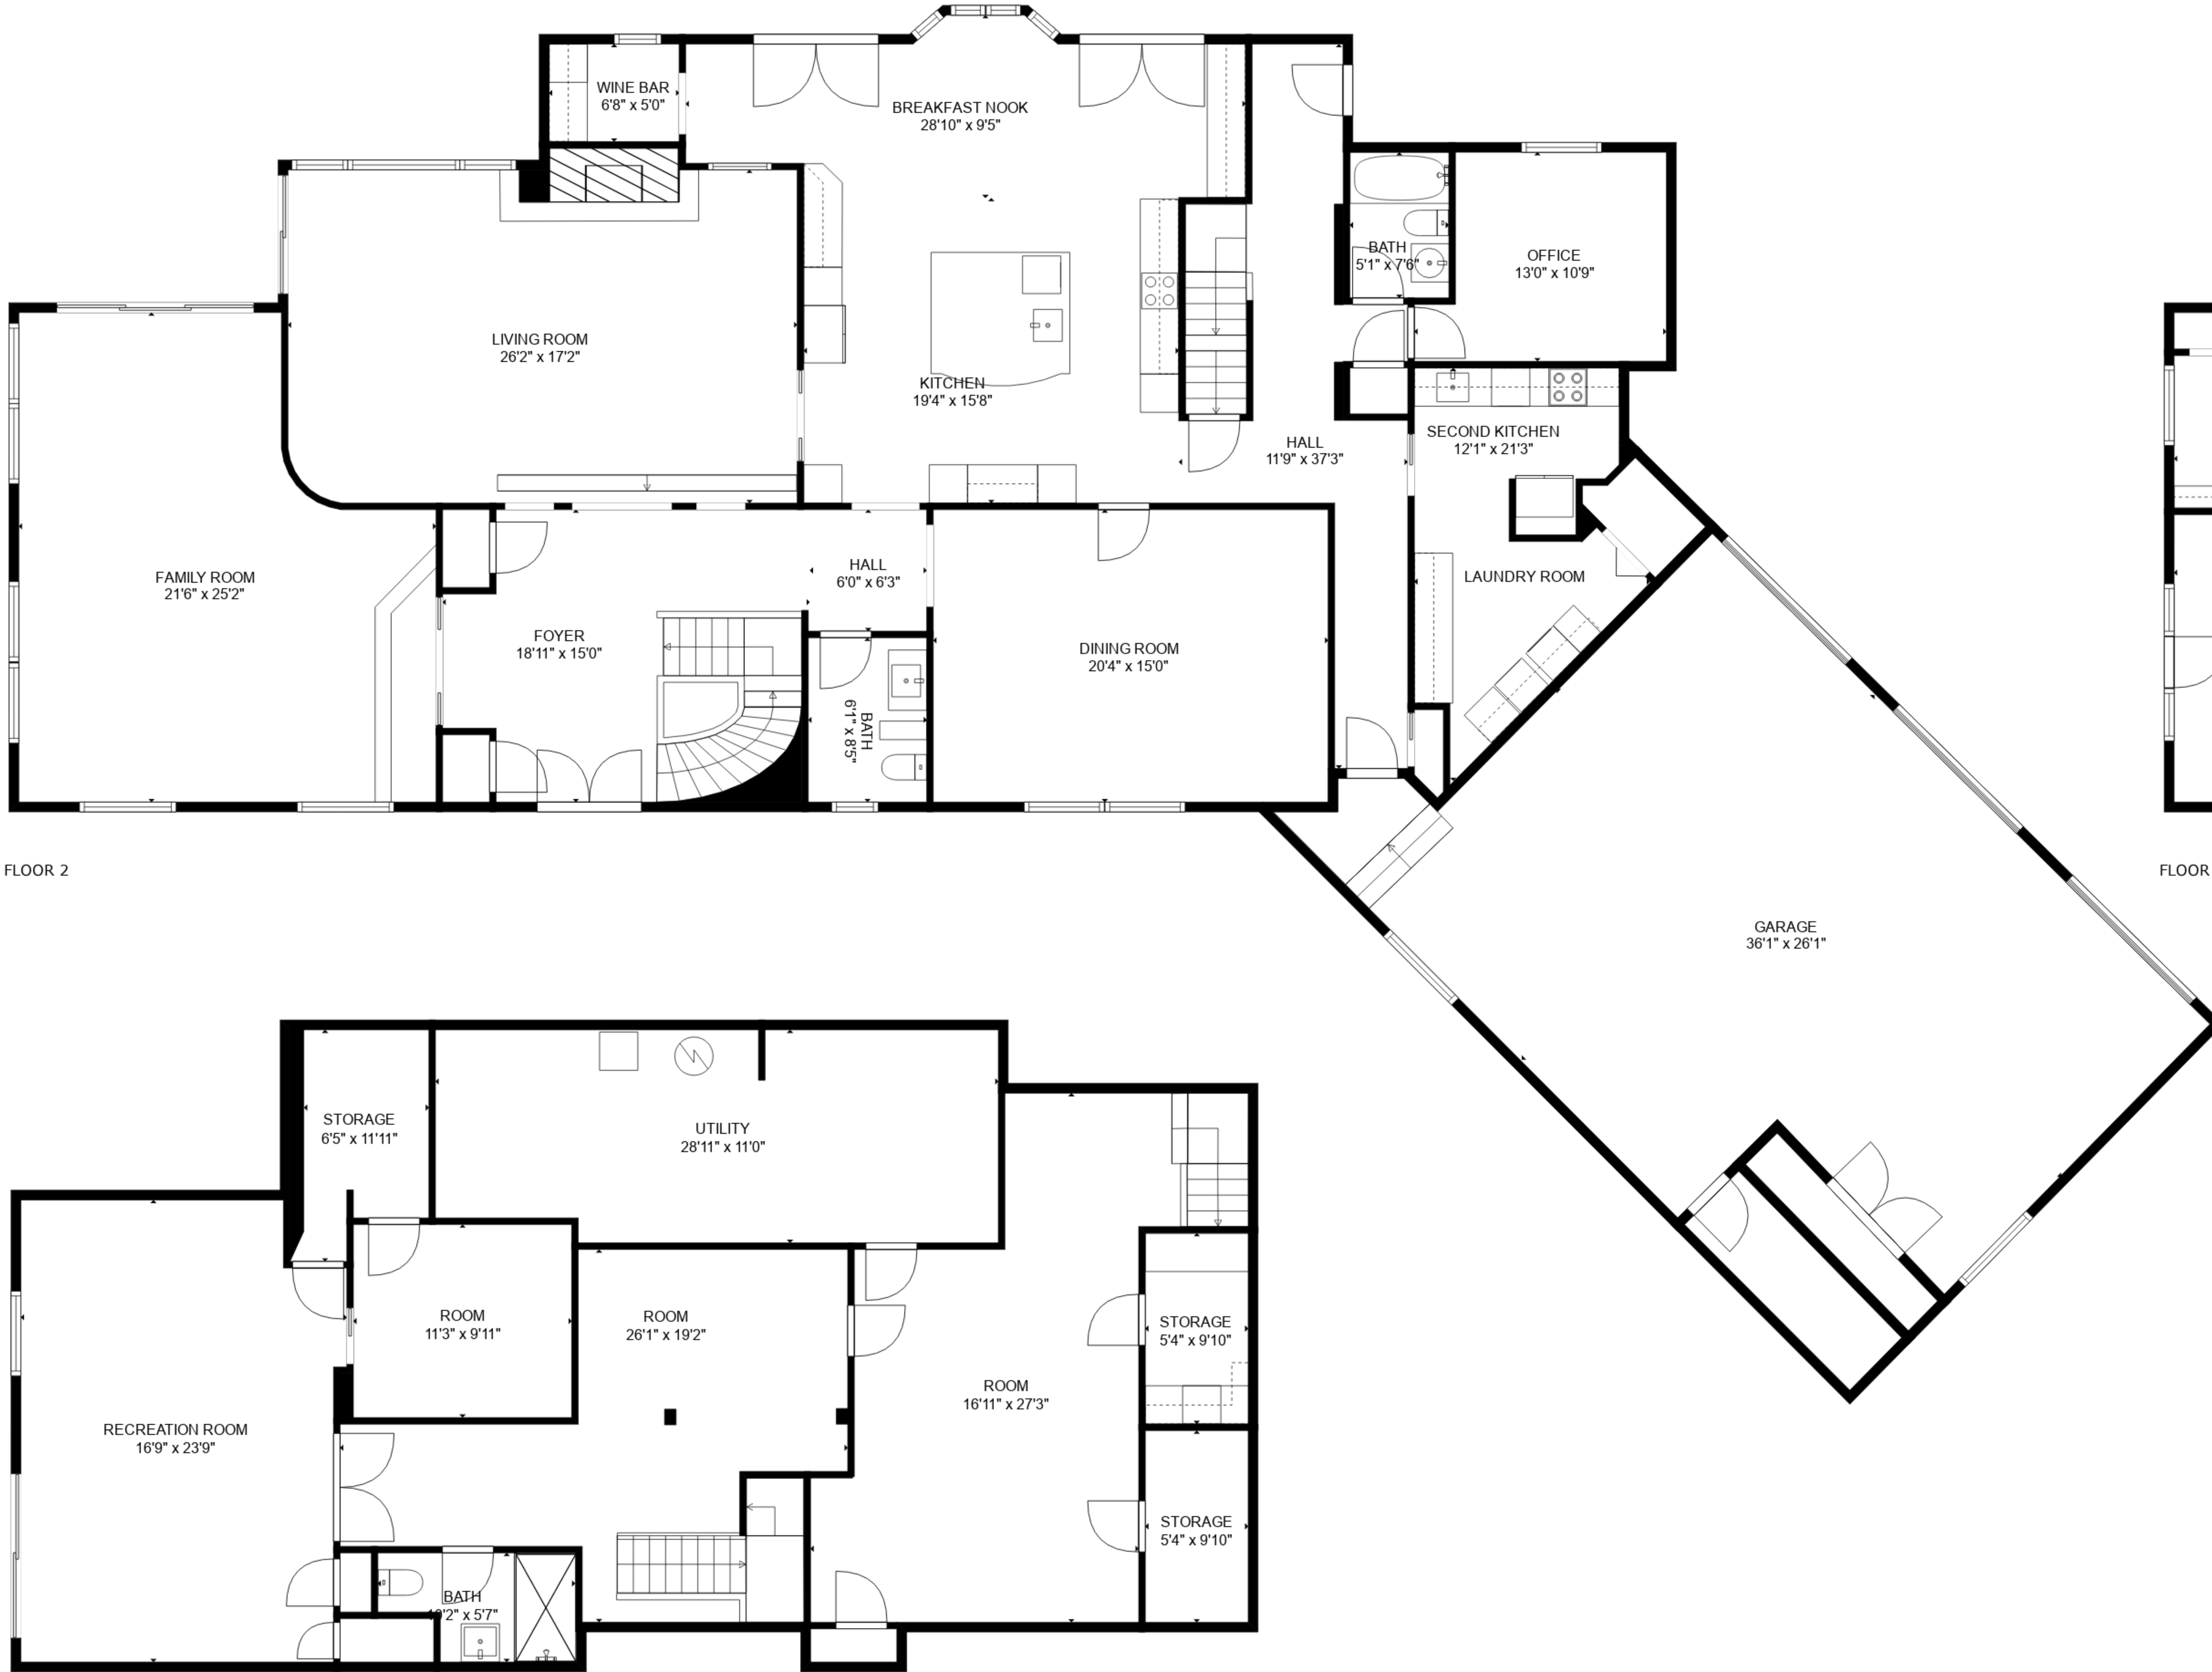 WINE BAR
6'8" x 5'0"
BREAKFAST NOOK
28'10" x 9'5"
BATH
5'1" x 7'6"
OFFICE
13'0" x 10'9"
LIVING ROOM
26'2" x 17'2"
KITCHEN
19'4" x 15'8"
HALL
11'9" x 37'3"
SECOND KITCHEN
12'1" x 21'3"
FAMILY ROOM
21'6" x 25'2"
HALL
6'0" x 6'3"
LAUNDRY ROOM
FOYER
18'11" x 15'0"
DINING ROOM
20'4" x 15'0"
BATH
6'1" x 8'5"
FLOOR 2
FLOOR
GARAGE
36'1" x 26'1"
STORAGE
6'5" x 11'11"
UTILITY
28'11" x 11'0"
ROOM
11'3" x 9'11"
ROOM
26'1" x 19'2"
STORAGE
5'4" x 9'10"
ROOM
16'11" x 27'3"
RECREATION ROOM
16'9" x 23'9"
STORAGE
5'4" x 9'10"
BATH
x 5'7"